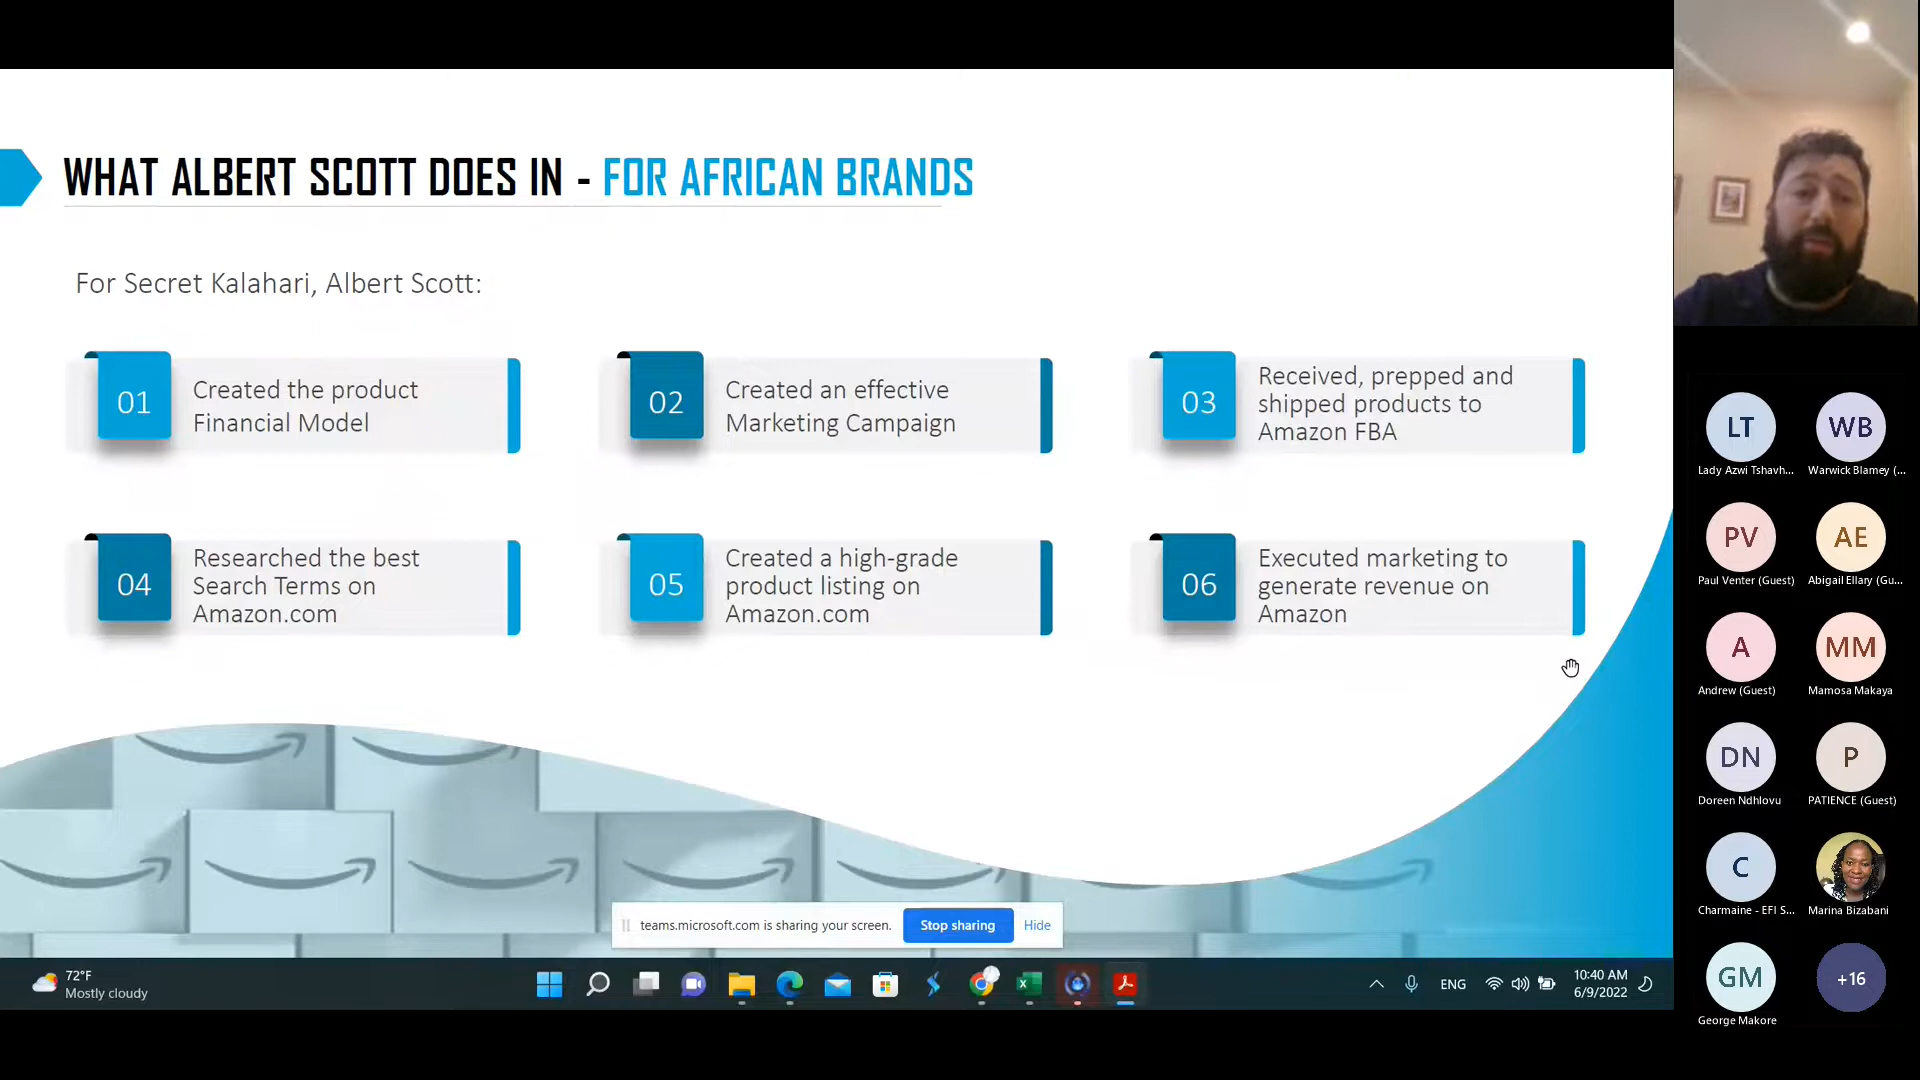 WHAT ALBERT SCOTT DOES IN - FOR AFRICAN BRANDS
For Secret Kalahari, Albert Scott:
01
Created the product
Financial Model
02
Created an effective
Marketing Campaign
03
Received, prepped and
shipped products to
Amazon FBA
04
Researched the best
Search Terms on
Amazon.com
05
Created a high-grade
product listing on
Amazon.com
06
Executed marketing to
generate revenue on
Amazon
teams.microsoft.com is sharing your screen.
Stop sharing
Hide
72°F
Mostly cloudy
ENG
10:40 AM
6/9/2022
LT
Lady Azwi Tshavh...
WB
Warwick Blamey (...
PV
Paul Venter (Guest)
AE
Abigail Ellary (Gu...
A
Andrew (Guest)
MM
Mamosa Makaya
DN
Doreen Ndhlovu
P
PATIENCE (Guest)
C
Charmaine - EFI S...
Marina Bizabani
GM
George Makore
+16